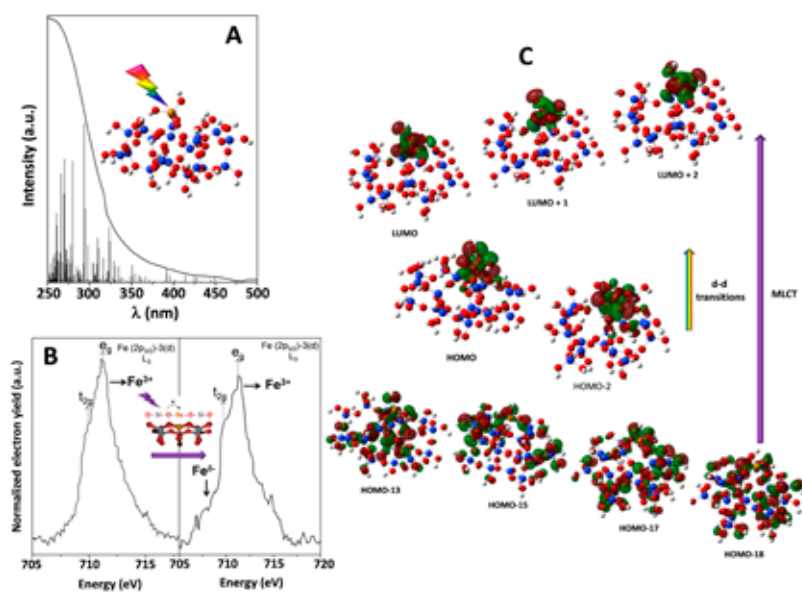 A
Intensity (a.u.)
250 300 350 400 450 500
λ (nm)
B
Normalized electron yield (a.u.)
Fe (2p3/2)-3(d)
L3
eg
t2g
Fe³⁺
Fe (2p3/2)-3(d)
L3
eg
t2g
Fe³⁺
705 710 715 705 710 715 720
Energy (eV) Energy (eV)
C
LUMO
LUMO + 1
LUMO + 2
HOMO
HOMO-2
d-d
transitions
MLCT
HOMO-13
HOMO-15
HOMO-17
HOMO-18